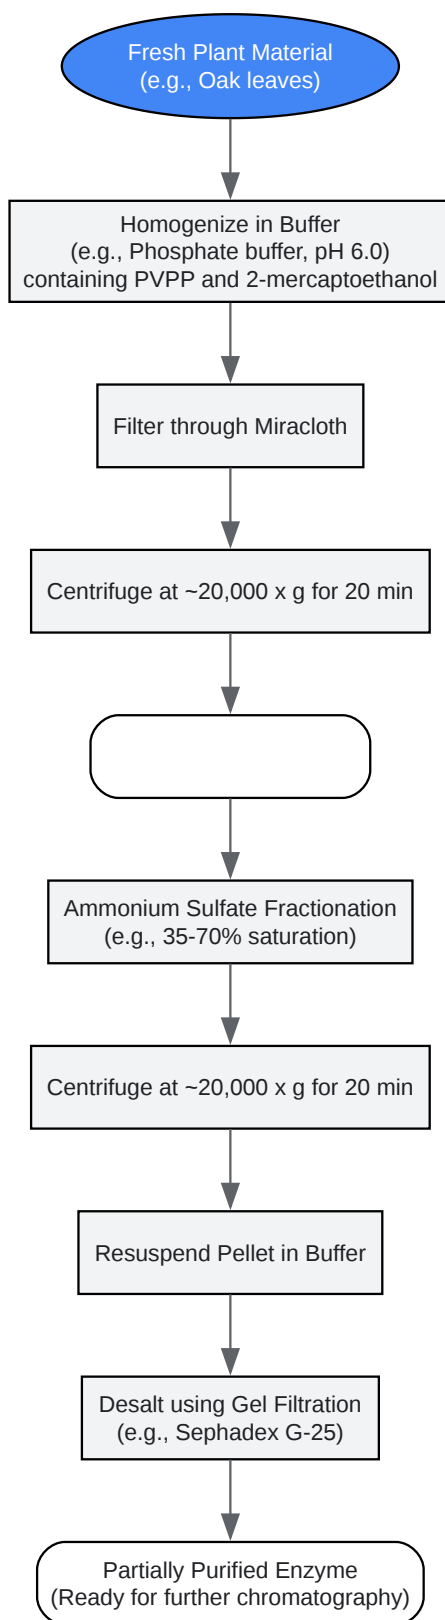 Fresh Plant Material
(e.g., Oak leaves)
Homogenize in Buffer
(e.g., Phosphate buffer, pH 6.0)
containing PVPP and 2-mercaptoethanol
Filter through Miracloth
Centrifuge at ~20,000 x g for 20 min
Ammonium Sulfate Fractionation
(e.g., 35-70% saturation)
Centrifuge at ~20,000 x g for 20 min
Resuspend Pellet in Buffer
Desalt using Gel Filtration
(e.g., Sephadex G-25)
Partially Purified Enzyme
(Ready for further chromatography)